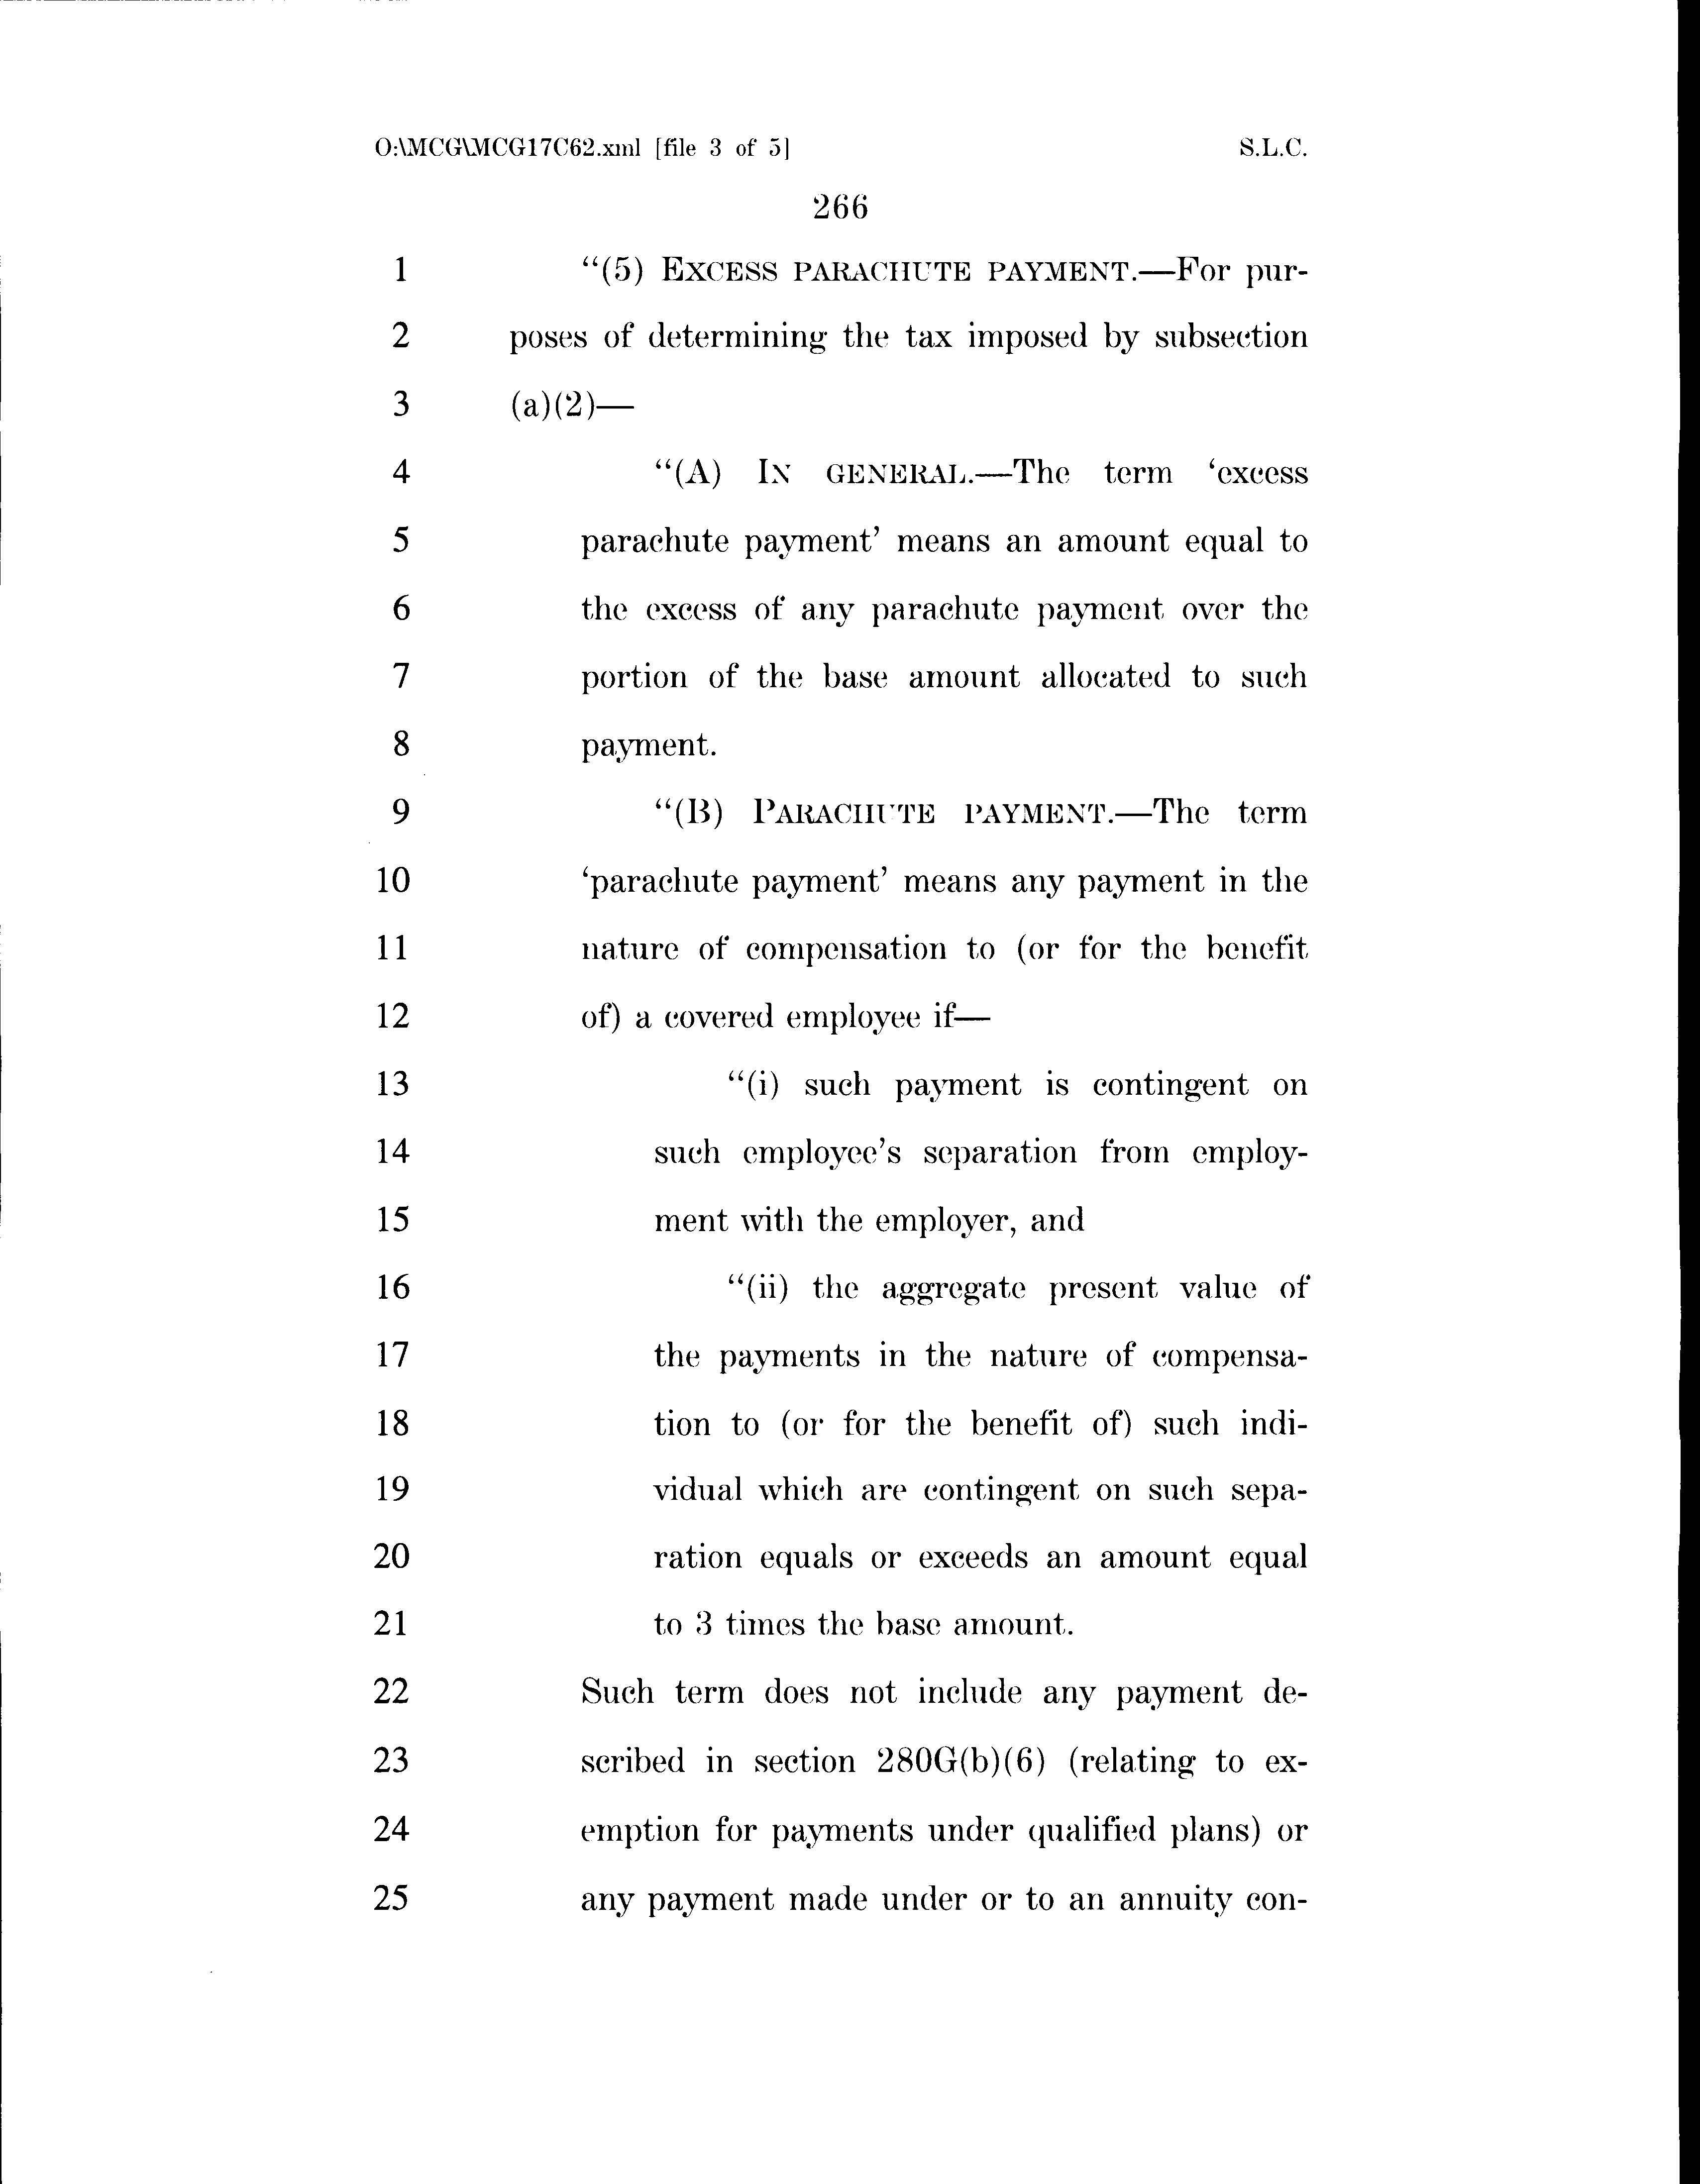 O:\MCG\MCG17C62.xml [file 3 of 5] S.L.C.
266
1 “(5) EXCESS PARACHUTE PAYMENT.—For pur-
2 poses of determining the tax imposed by subsection
3 (a)(2)—
4 “(A) IN GENERAL.—The term ‘excess
5 parachute payment’ means an amount equal to
6 the excess of any parachute payment over the
7 portion of the base amount allocated to such
8 payment.
9 “(B) PARACHUTE PAYMENT.—The term
10 ‘parachute payment’ means any payment in the
11 nature of compensation to (or for the benefit
12 of) a covered employee if—
13 “(i) such payment is contingent on
14 such employee’s separation from employ-
15 ment with the employer, and
16 “(ii) the aggregate present value of
17 the payments in the nature of compensa-
18 tion to (or for the benefit of) such indi-
19 vidual which are contingent on such sepa-
20 ration equals or exceeds an amount equal
21 to 3 times the base amount.
22 Such term does not include any payment de-
23 scribed in section 280G(b)(6) (relating to ex-
24 emption for payments under qualified plans) or
25 any payment made under or to an annuity con-